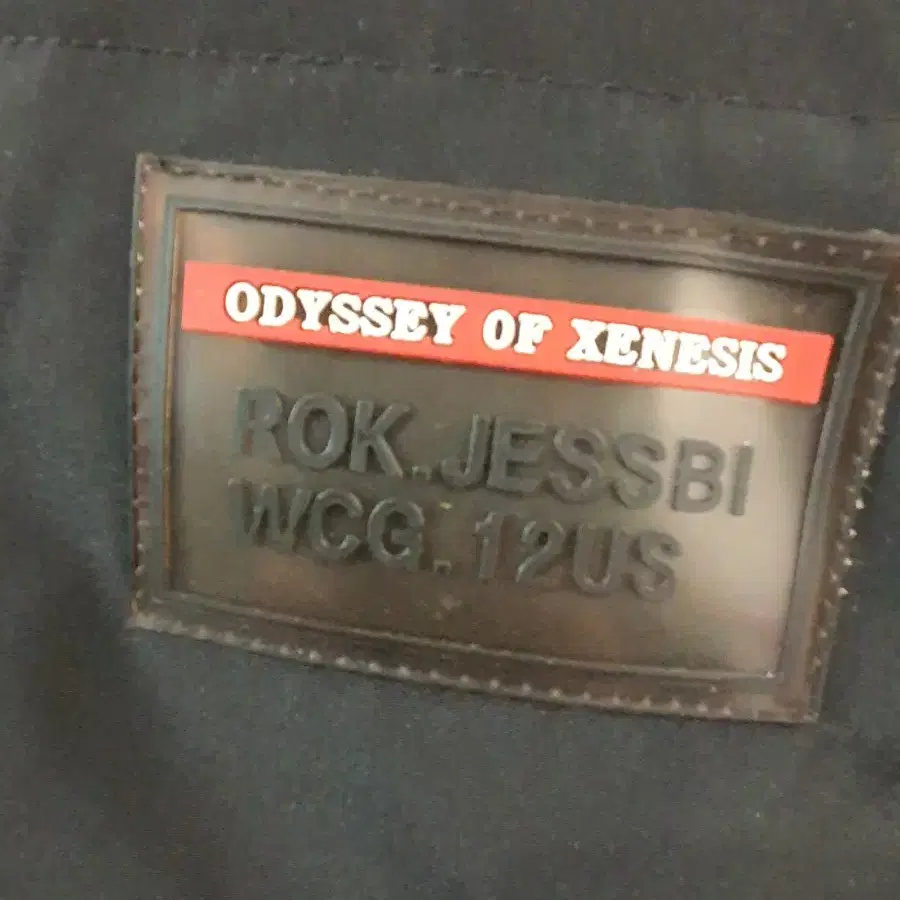 ODYSSEY OF XENESIS
ROK..JESSBI
WCG.12US